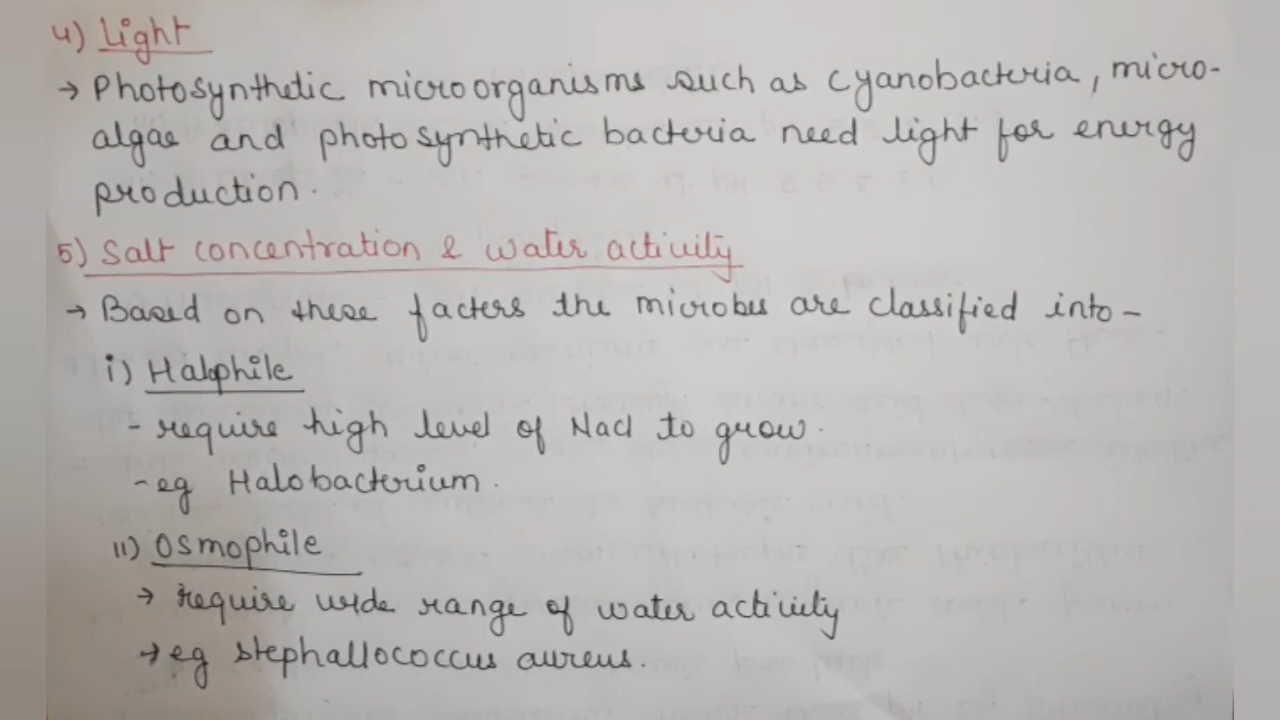 4) Light
→ Photosynthetic microorganisms such as cyanobacteria, micro-
algae and photosynthetic bacteria need light for energy
production.
5) Salt concentration & water activity
→ Based on these facters the microbes are classified into -
i) Halophile
- require high level of Nacl to grow.
- eg Halobacterium.
ii) Osmophile
→ require wide range of water activity
→ eg stephallococcus aureus.